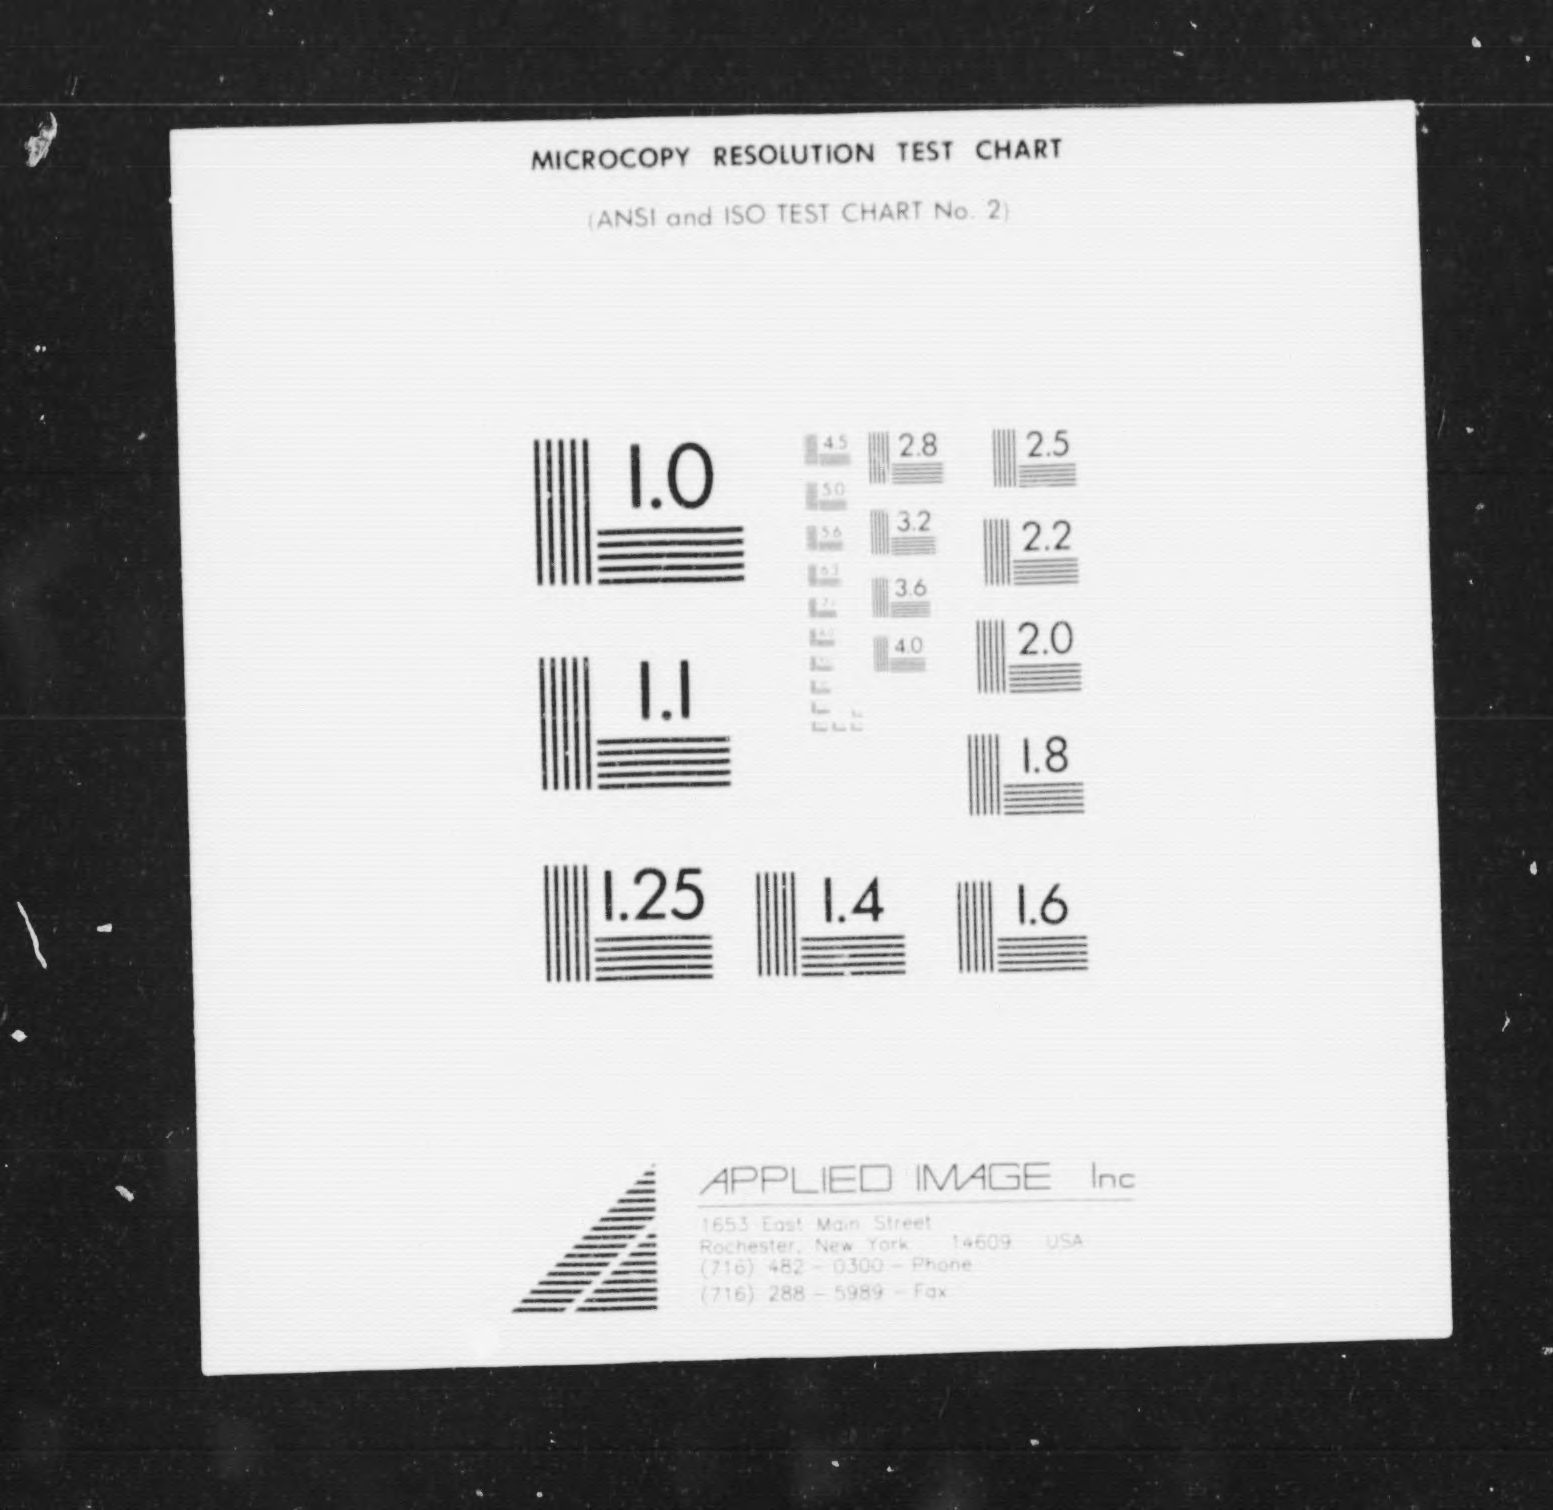 MICROCOPY RESOLUTION TEST CHART
(ANSI and ISO TEST CHART No. 2)
1.0
4.5
2.8
2.5
5.0
3.2
2.2
5.6
6.3
3.6
4.0
2.0
1.1
1.8
1.25
1.4
1.6
APPLIED IMAGE Inc
1653 East Main Street
Rochester, New York 14609 USA
(716) 482 - 0300 - Phone
(716) 288 - 5989 - Fax